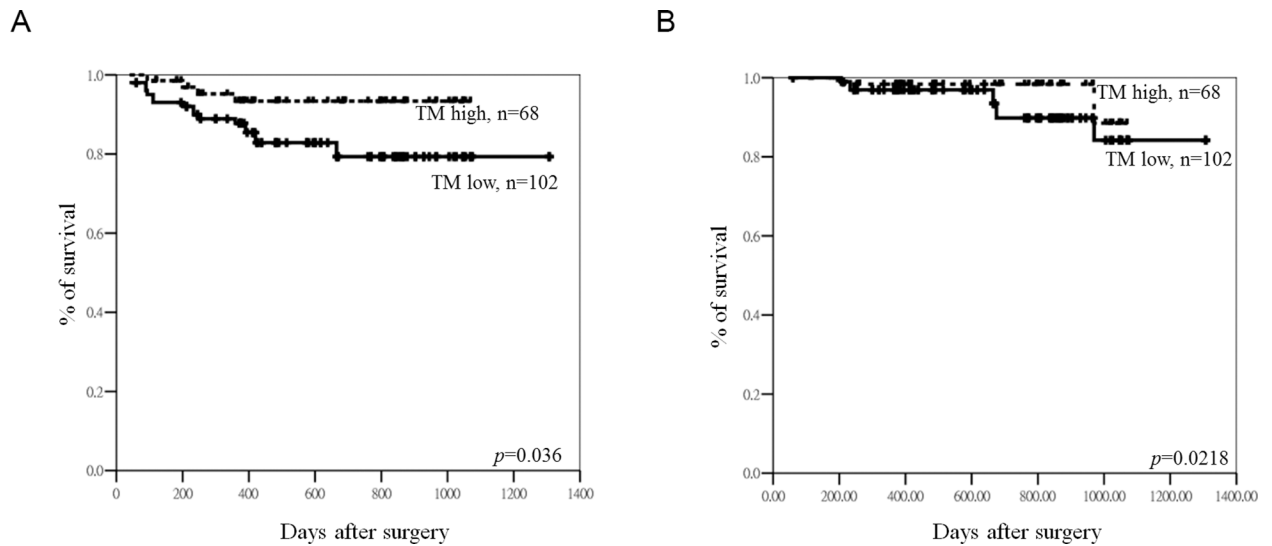 A
1.0
0.8
0.6
0.4
0.2
0.0
% of survival
TM high, n=68
TM low, n=102
p=0.036
0 200 400 600 800 1000 1200 1400
Days after surgery
B
1.0
0.8
0.6
0.4
0.2
0.0
% of survival
TM high, n=68
TM low, n=102
p=0.0218
0.00 200.00 400.00 600.00 800.00 1000.00 1200.00 1400.00
Days after surgery